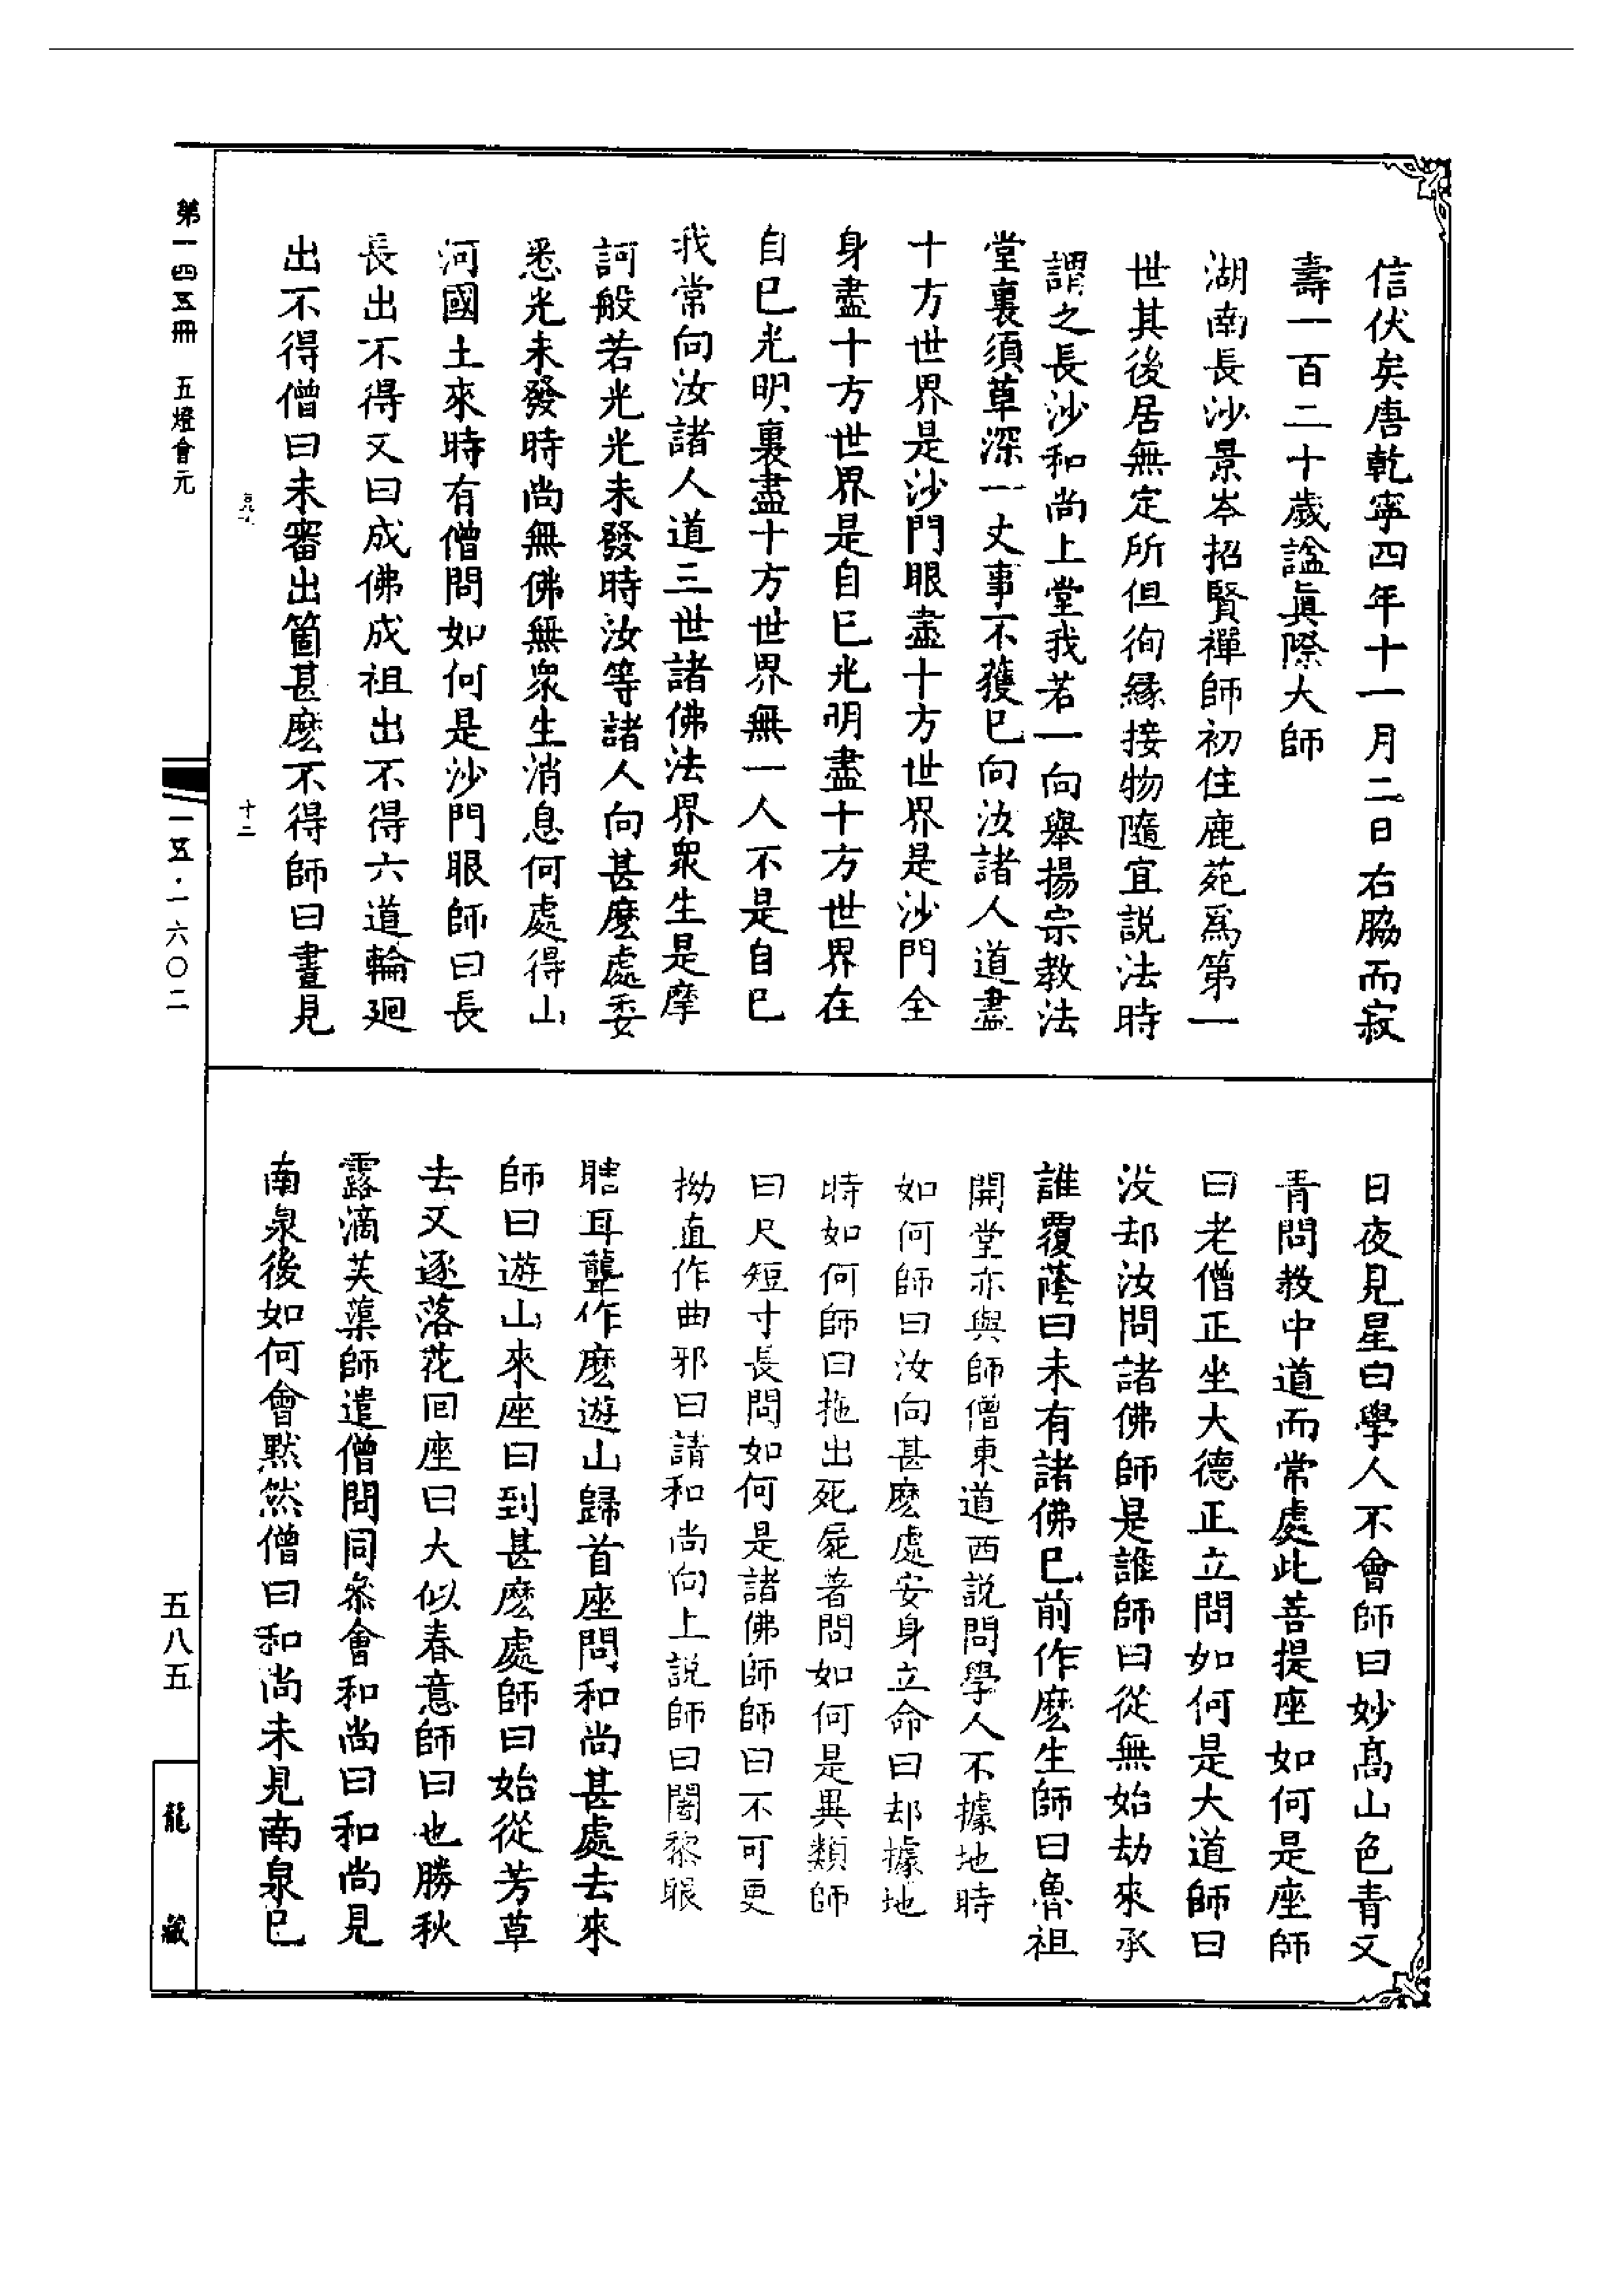 信伏矣唐乾寧四年十一月二日右脇而寂
壽一百二十歲諡眞際大師
湖南長沙景岑招賢禪師初住鹿苑爲第一
世其後居無定所但徇緣接物隨宜説法時
謂之長沙和尚上堂我若一向舉揚宗教法
堂裏須草深一丈事不獲已向汝諸人道盡
十方世界是沙門眼盡十方世界是沙門全
身盡十方世界是自已光明盡十方世界在
自已光明裏盡十方世界無一人不是自已
我常向汝諸人道三世諸佛法界衆生是摩
訶般若光光未發時汝等諸人向甚麼處委
悉光未發時尚無佛無衆生消息何處得山
河國土來時有僧問如何是沙門眼師曰長
長出不得又曰成佛成祖出不得六道輪廻
出不得僧曰未審出箇甚麼不得師曰晝見
日夜見星曰學人不會師曰妙高山色青又
青問教中道而常處此菩提座如何是座師
曰老僧正坐大德正立問如何是大道師曰
没却汝問諸佛師是誰師曰從無始劫來承
誰覆蔭曰未有諸佛已前作麼生師曰魯祖
開堂亦與師僧東道西説問學人不據地時
如何師曰汝向甚麼處安身立命曰却據地
時如何師曰拖出死屍著問如何是異類師
曰尺短寸長問如何是諸佛師師曰不可更
拗直作曲邪曰請和尚向上説師曰闍黎眼
瞎耳聾作麼遊山歸首座問和尚甚處去來
師曰遊山來座曰到甚麼處師曰始從芳草
去又逐落花回座曰大似春意師曰也勝秋
露滴芙蕖師遣僧問同叅會和尚曰和尚見
南泉後如何會默然僧曰和尚未見南泉已
十二
第一四五冊 五燈會元
一五·一六〇二
五八五
龍藏